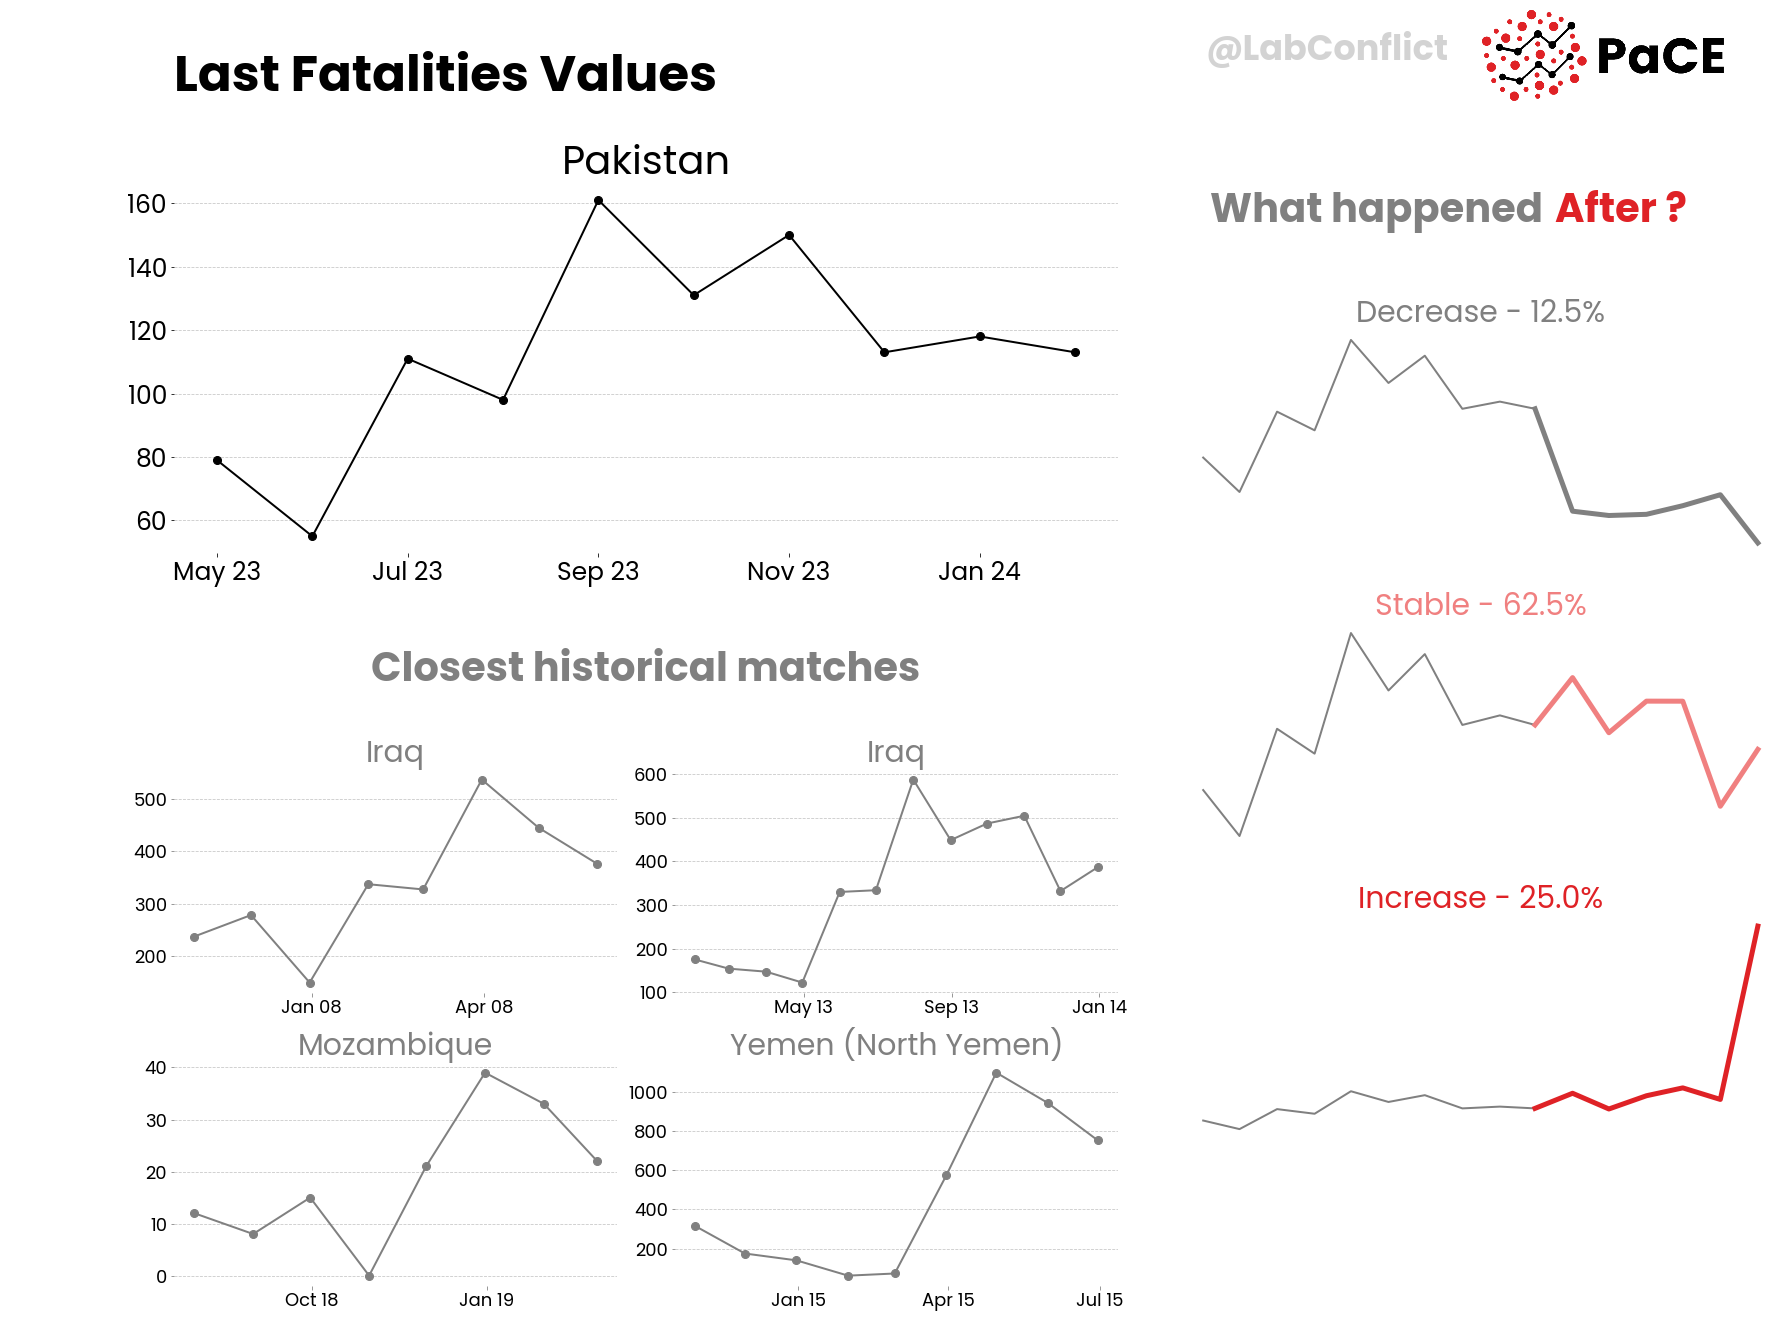 @LabConflict
PaCE
Last Fatalities Values
Pakistan
160
140
120
100
80
60
May 23
Jul 23
Sep 23
Nov 23
Jan 24
What happened After ?
Decrease - 12.5%
Stable - 62.5%
Increase - 25.0%
Closest historical matches
Iraq
500
400
300
200
Jan 08
Apr 08
Iraq
600
500
400
300
200
100
May 13
Sep 13
Jan 14
Mozambique
40
30
20
10
0
Oct 18
Jan 19
Yemen (North Yemen)
1000
800
600
400
200
Jan 15
Apr 15
Jul 15